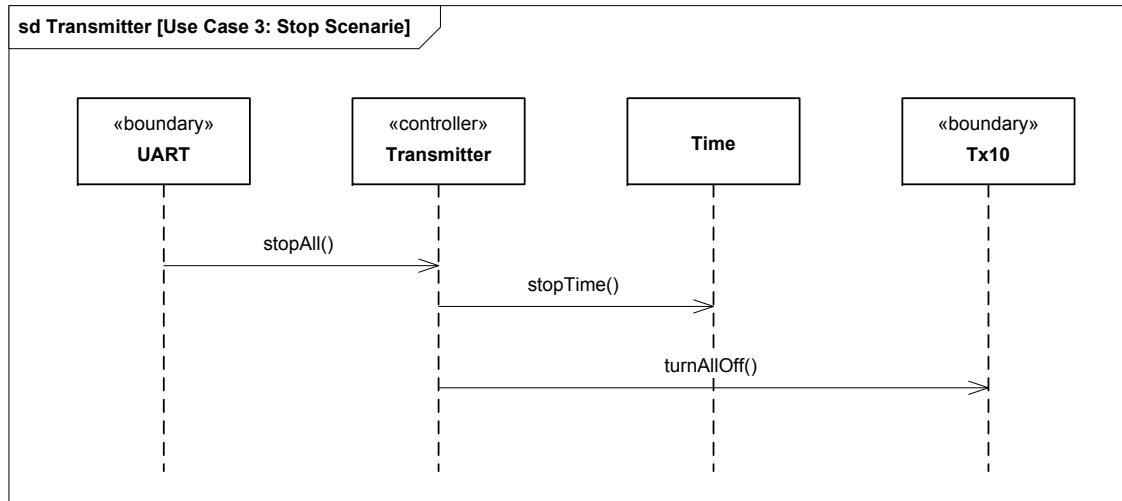 sd Transmitter [Use Case 3: Stop Scenarie]
«boundary»
UART
«controller»
Transmitter
Time
«boundary»
Tx10
stopAll()
stopTime()
turnAllOff()